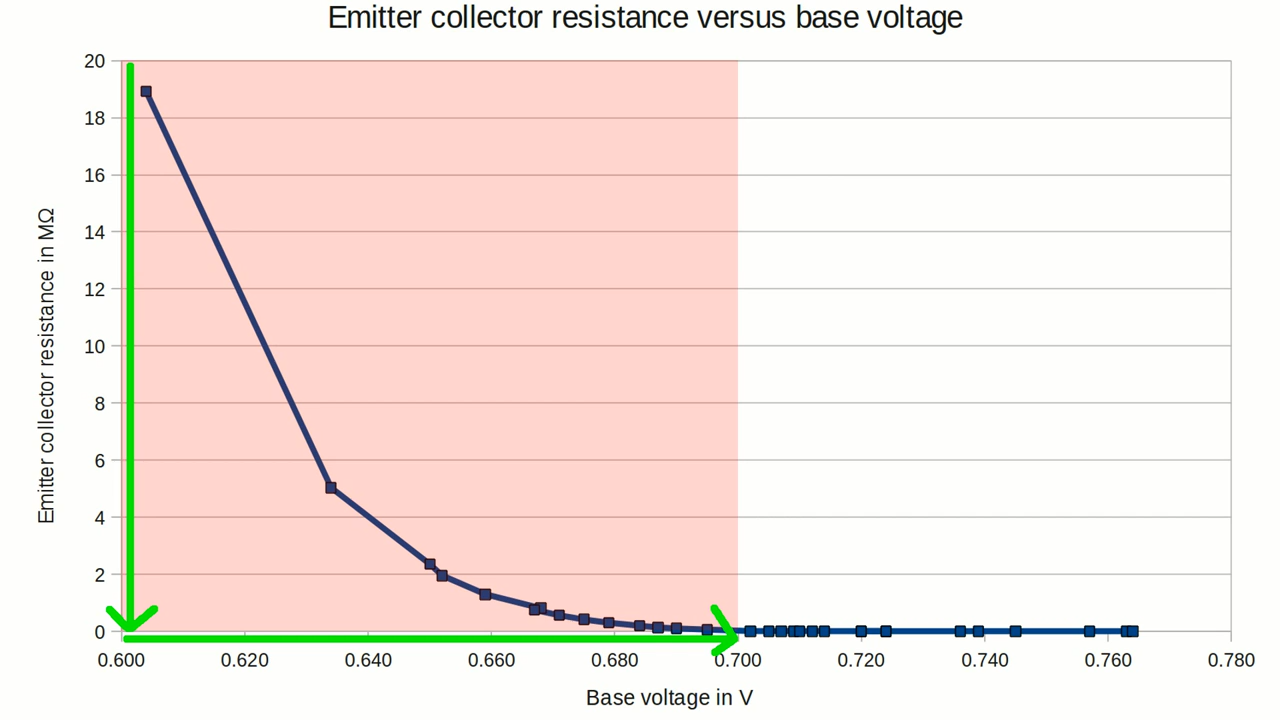 Emitter collector resistance versus base voltage
Emitter collector resistance in MΩ
20
18
16
14
12
10
8
6
4
2
0
0.600 0.620 0.640 0.660 0.680 0.700 0.720 0.740 0.760 0.780
Base voltage in V